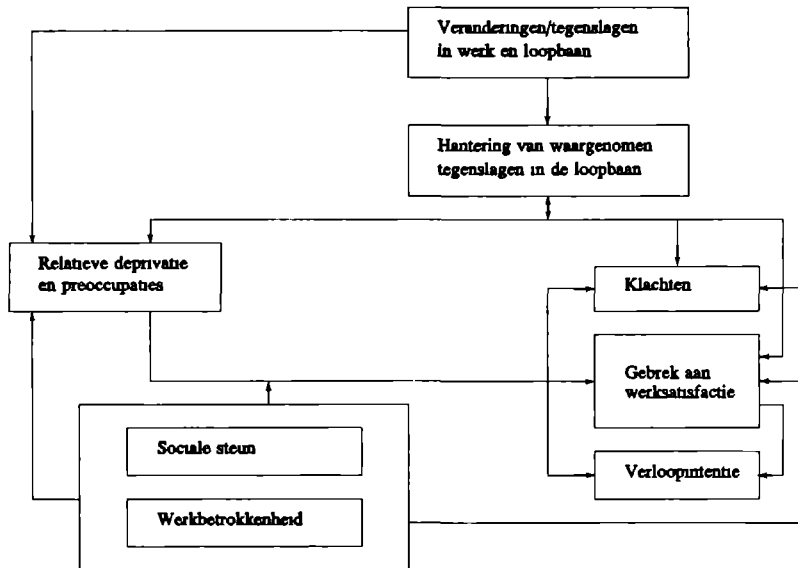 Veranderingen/tegenslagen
in werk en loopbaan
Hantering van waargenomen
tegenslagen in de loopbaan
Relatieve deprivatie
en preoccupaties
Klachten
Gebrek aan
werksatisfactie
Sociale steun
Verloopintentie
Werkbetrokkenheid